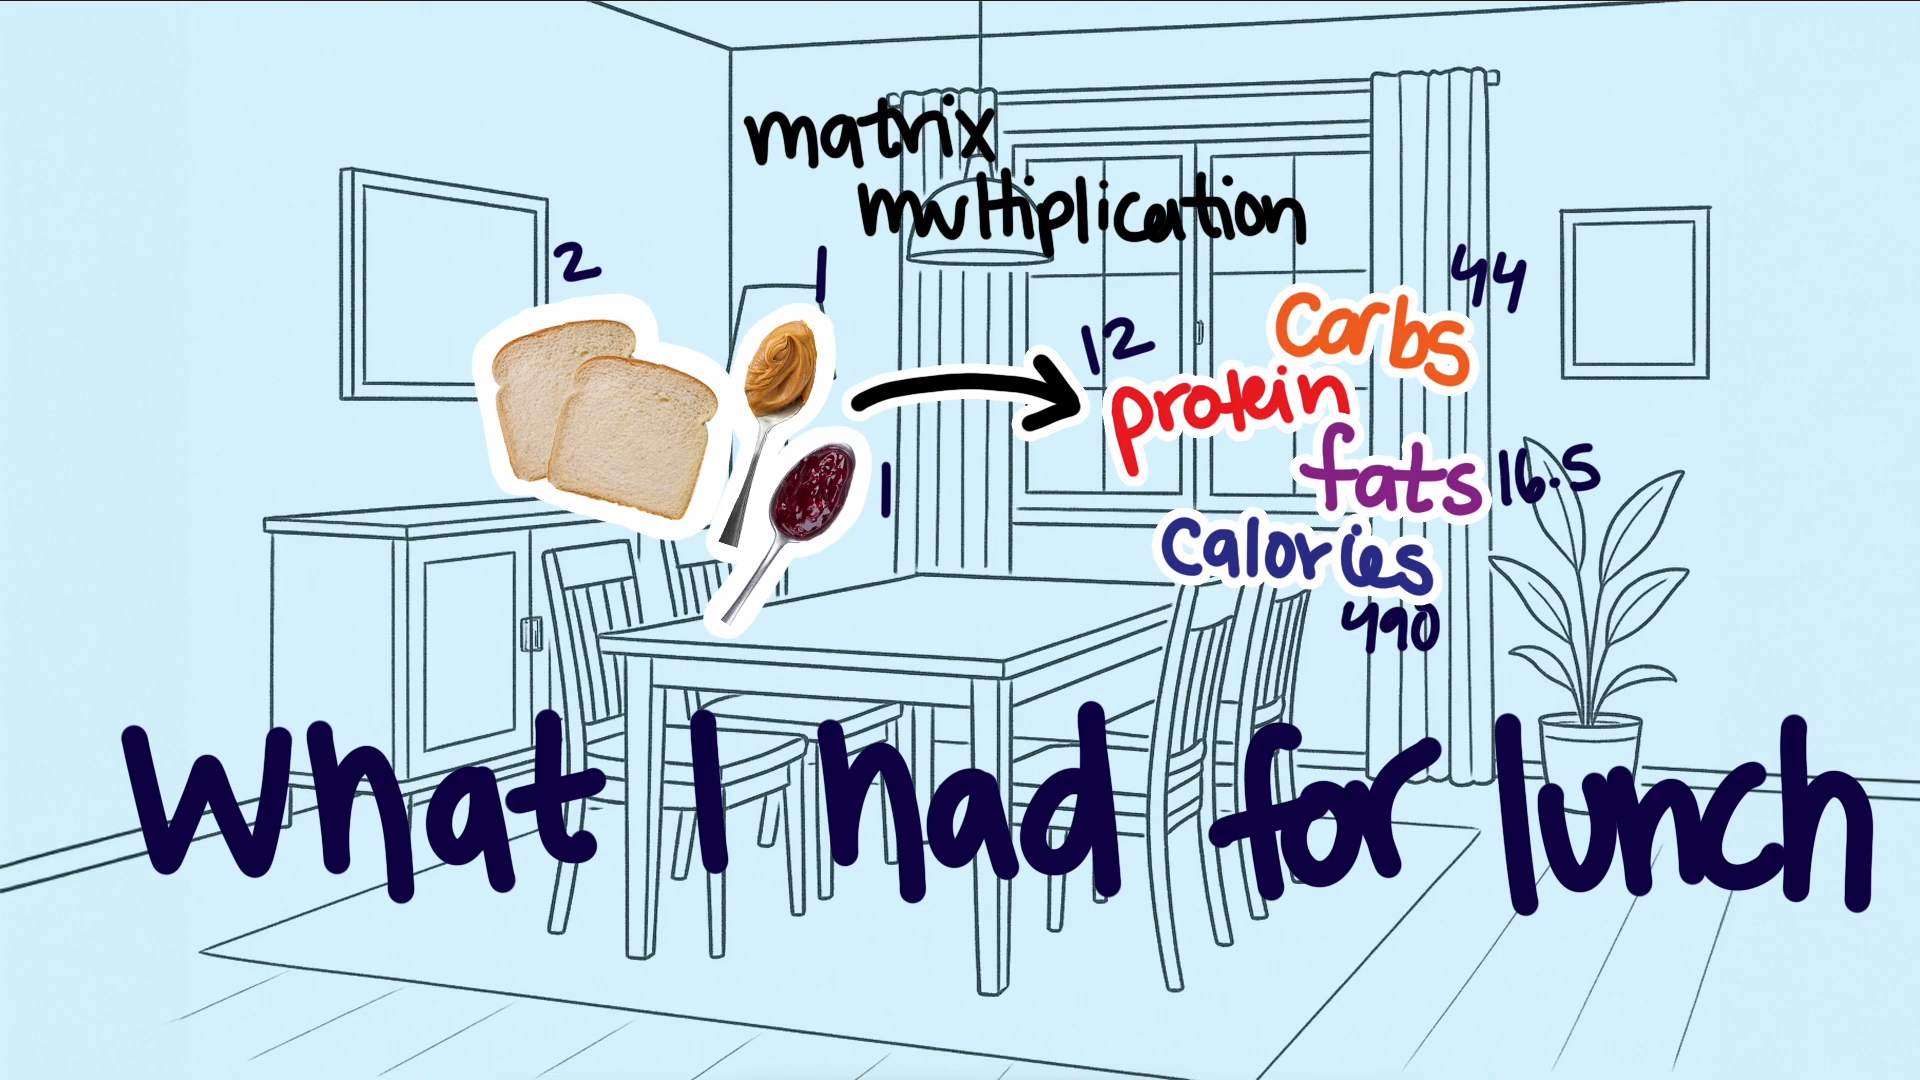 matrix
multiplication
2
1
1
44
carbs
12
protein
fats 16.5
calories
490
What I had for lunch